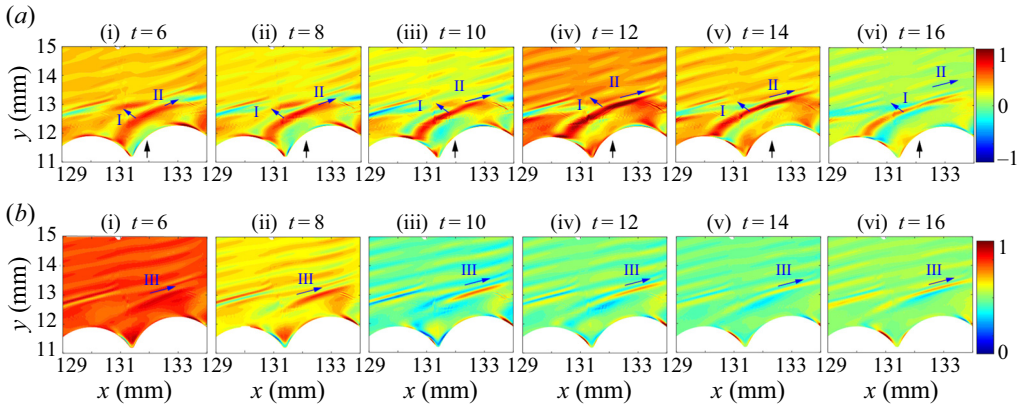 (a)
(i) t = 6 (ii) t = 8 (iii) t = 10 (iv) t = 12 (v) t = 14 (vi) t = 16
15
14
13
12
11
y (mm)
I II I II I II I II I II I II
1
0
−1
129 131 133 129 131 133 129 131 133 129 131 133 129 131 133 129 131 133
(b)
(i) t = 6 (ii) t = 8 (iii) t = 10 (iv) t = 12 (v) t = 14 (vi) t = 16
15
14
13
12
11
y (mm)
III III III III III III
1
0
129 131 133 129 131 133 129 131 133 129 131 133 129 131 133 129 131 133
x (mm) x (mm) x (mm) x (mm) x (mm) x (mm)